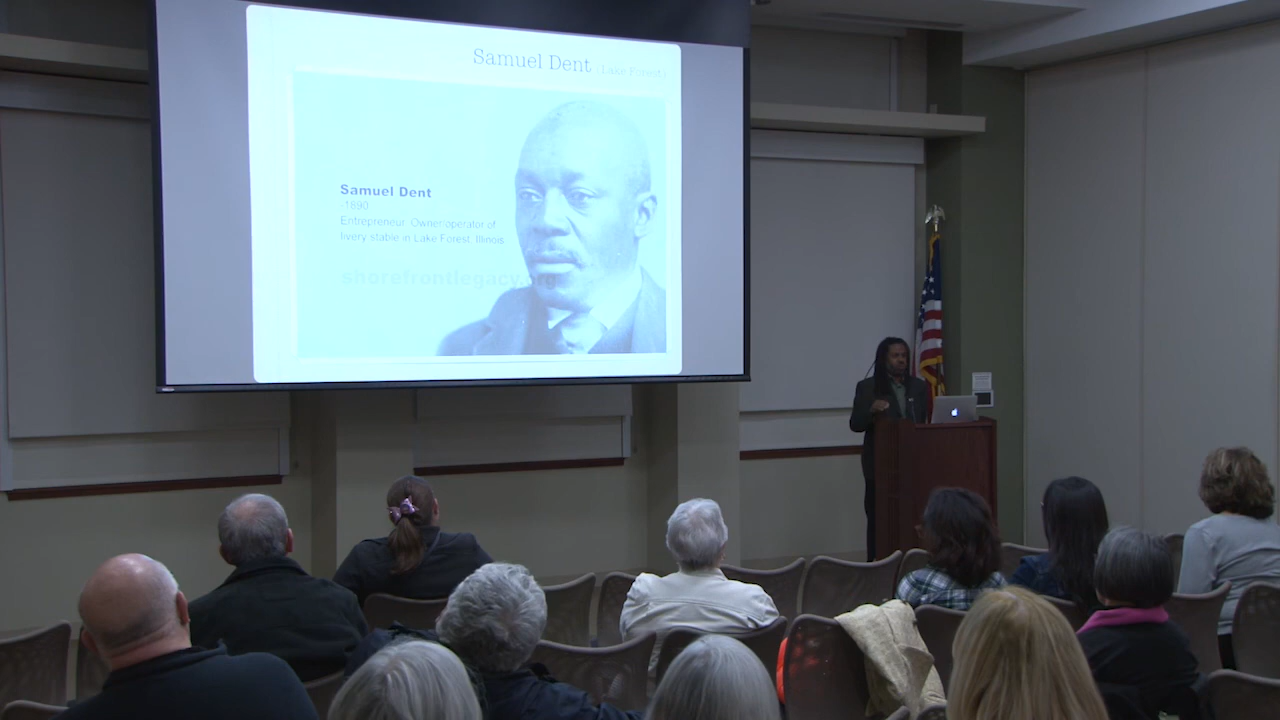 Samuel Dent (Lake Forest)
Samuel Dent
-1890
Entrepreneur. Owner/operator of
livery stable in Lake Forest, Illinois
shorefrontlegacy.org